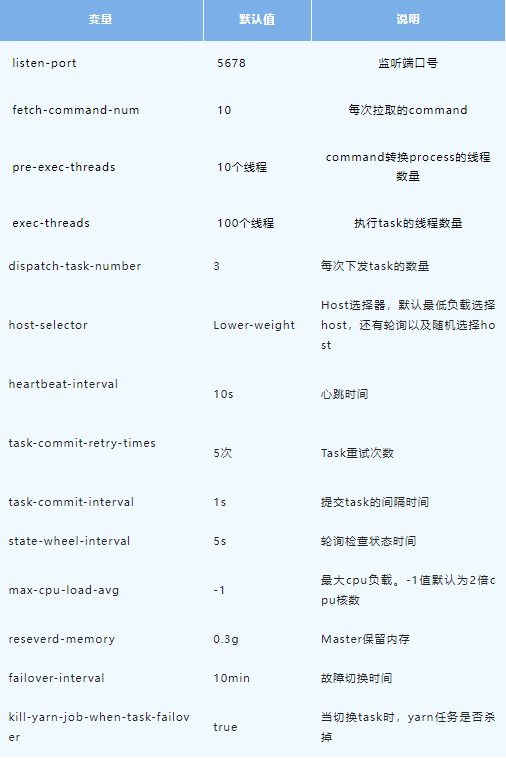 变量 默认值 说明
listen-port 5678 监听端口号
fetch-command-num 10 每次拉取的command
pre-exec-threads 10个线程 command转换process的线程
数量
exec-threads 100个线程 执行task的线程数量
dispatch-task-number 3 每次下发task的数量
host-selector Lower-weight Host选择器，默认最低负载选择
host，还有轮询以及随机选择ho
st
heartbeat-interval 10s 心跳时间
task-commit-retry-times 5次 Task重试次数
task-commit-interval 1s 提交task的间隔时间
state-wheel-interval 5s 轮询检查状态时间
max-cpu-load-avg -1 最大cpu负载。-1值默认为2倍c
pu核数
reseverd-memory 0.3g Master保留内存
failover-interval 10min 故障切换时间
kill-yarn-job-when-task-failov
er true 当切换task时，yarn任务是否杀
掉